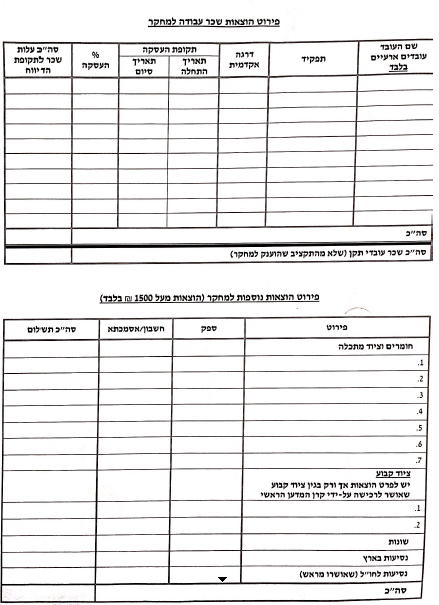 פירוט הוצאות שכר עבודה למחקר
שם העובד עובדים ארעיים בלבד
תפקיד
דרגה אקדמית
תקופת העסקה
תאריך התחלה
תאריך סיום
% העסקה
סה"כ עלות שכר לתקופת הדיווח
סה"כ
סה"כ שכר עובדי תקן (שלא מהתקציב שהוענק למחקר)
פירוט הוצאות נוספות למחקר (הוצאות מעל 1500 ₪ בלבד)
פירוט
ספק
חשבון/אסמכתא
סה"כ תשלום
חומרים וציוד מתכלה
.1
.2
.3
.4
.5
.6
.7
ציוד קבוע
יש לפרט הוצאות אך ורק בגין ציוד קבוע
שאושר לרכישה על-ידי קרן המדען הראשי
.1
.2
שונות
נסיעות בארץ
נסיעות לחו"ל (שאושרו מראש)
סה"כ